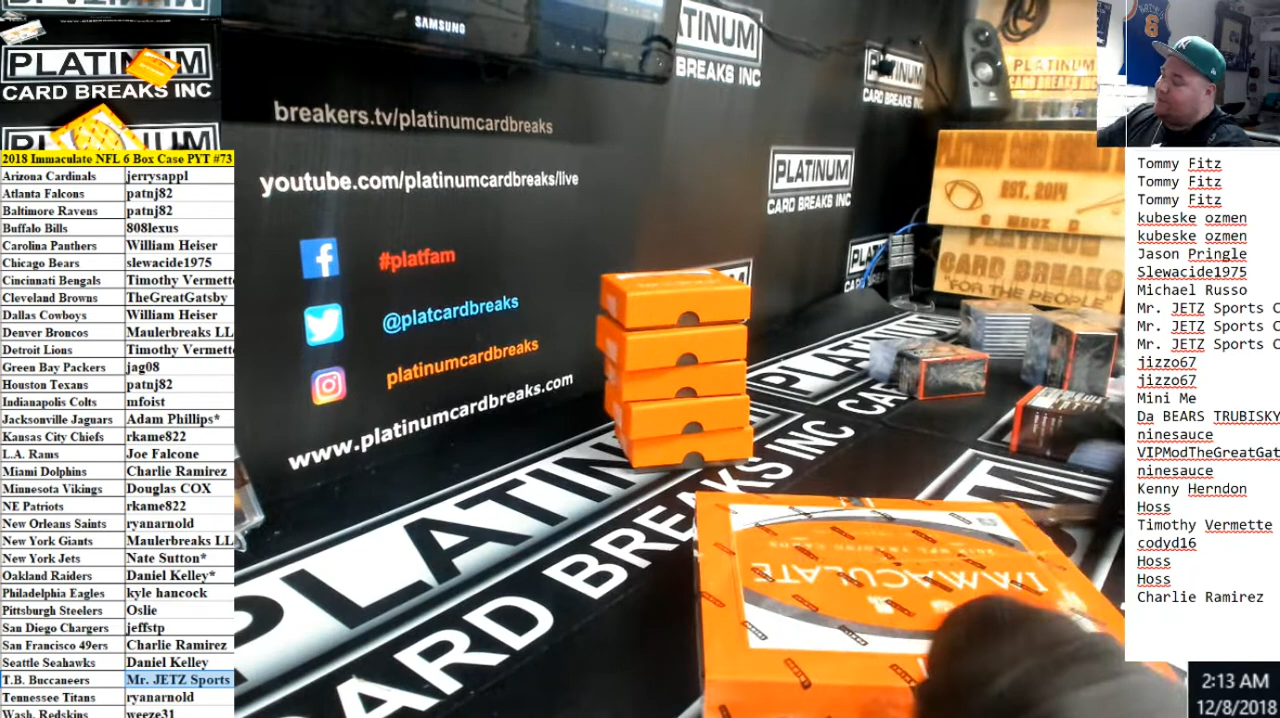 PLATINUM
CARD BREAKS INC
2018 Immaculate NFL 6 Box Case PYT #73
Arizona Cardinals jerrysappl
Atlanta Falcons patnj82
Baltimore Ravens patnj82
Buffalo Bills 808lexus
Carolina Panthers William Heiser
Chicago Bears slewacide1975
Cincinnati Bengals Timothy Vermett
Cleveland Browns TheGreatGatsby
Dallas Cowboys William Heiser
Denver Broncos Maulerbreaks LL
Detroit Lions Timothy Vermett
Green Bay Packers jag08
Houston Texans patnj82
Indianapolis Colts mfoist
Jacksonville Jaguars Adam Phillips*
Kansas City Chiefs rkame822
L.A. Rams Joe Falcone
Miami Dolphins Charlie Ramirez
Minnesota Vikings Douglas COX
NE Patriots rkame822
New Orleans Saints ryanarnold
New York Giants Maulerbreaks LL
New York Jets Nate Sutton*
Oakland Raiders Daniel Kelley*
Philadelphia Eagles kyle hancock
Pittsburgh Steelers Oslie
San Diego Chargers jeffstp
San Francisco 49ers Charlie Ramirez
Seattle Seahawks Daniel Kelley
T.B. Buccaneers Mr. JETZ Sports
Tennessee Titans ryanarnold
Wash. Redskins weeze31
SAMSUNG
breakers.tv/platinumcardbreaks
youtube.com/platinumcardbreaks/live
#platfam
@platcardbreaks
platinumcardbreaks
www.platinumcardbreaks.com
PLATINUM
CARD BREAKS INC
PLATINUM
CARD BREAKS INC
PLATINUM
CARD BREAKS INC
PLATINUM
CARD BREAKS INC
EST. 2014
PLATINUM
CARD BREAKS
"FOR THE PEOPLE"
PLATINUM
CARD BREAKS INC
IMMACULATE
6
Tommy Fitz
Tommy Fitz
Tommy Fitz
kubeske ozmen
kubeske ozmen
Jason Pringle
Slewacide1975
Michael Russo
Mr. JETZ Sports C
Mr. JETZ Sports C
Mr. JETZ Sports C
jizzo67
jizzo67
Mini Me
Da BEARS TRUBISKY
ninesauce
VIPModTheGreatGat
ninesauce
Kenny Herndon
Hoss
Timothy Vermette
codyd16
Hoss
Hoss
Charlie Ramirez
2:13 AM
12/8/2018